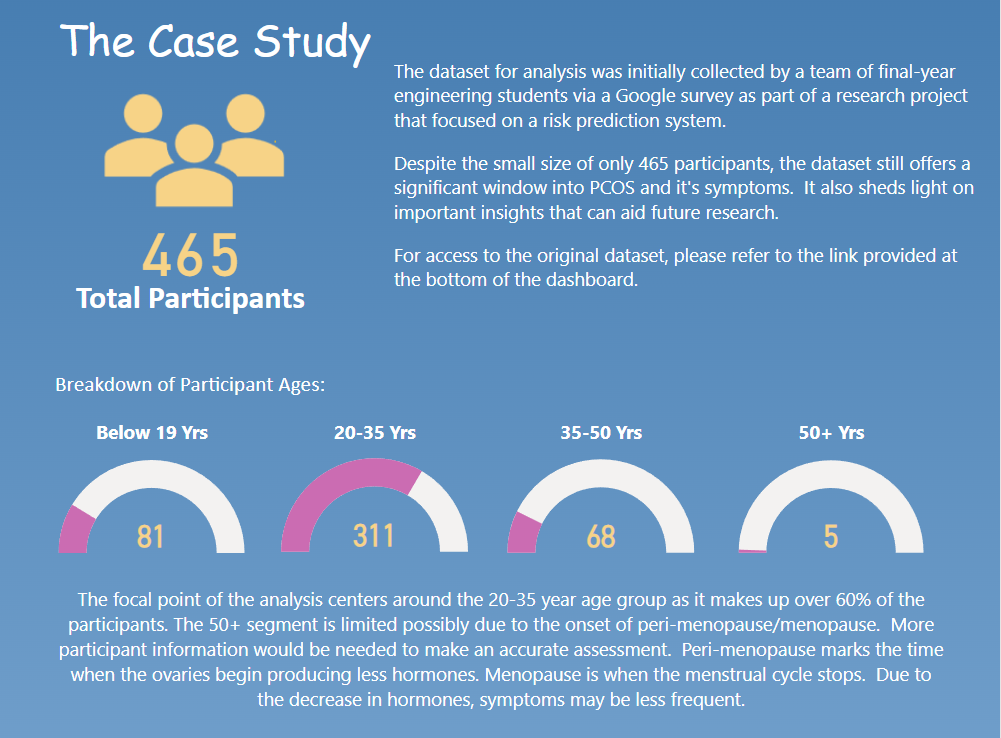 The Case Study
The dataset for analysis was initially collected by a team of final-year
engineering students via a Google survey as part of a research project
that focused on a risk prediction system.
Despite the small size of only 465 participants, the dataset still offers a
significant window into PCOS and it's symptoms.  It also sheds light on
important insights that can aid future research.
For access to the original dataset, please refer to the link provided at
the bottom of the dashboard.
465
Total Participants
Breakdown of Participant Ages:
Below 19 Yrs
20-35 Yrs
35-50 Yrs
50+ Yrs
81
311
68
5
The focal point of the analysis centers around the 20-35 year age group as it makes up over 60% of the
participants. The 50+ segment is limited possibly due to the onset of peri-menopause/menopause.  More
participant information would be needed to make an accurate assessment.  Peri-menopause marks the time
when the ovaries begin producing less hormones. Menopause is when the menstrual cycle stops.  Due to
the decrease in hormones, symptoms may be less frequent.